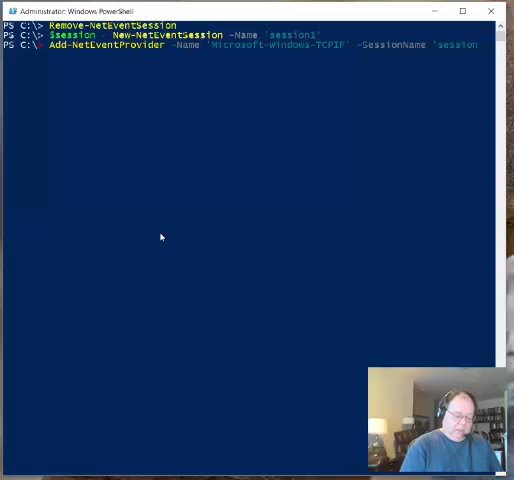 Administrator: Windows PowerShell
PS C:\> Remove-NetEventSession
PS C:\> $session = New-NetEventSession -Name 'session1'
PS C:\> Add-NetEventProvider -Name 'Microsoft-Windows-TCPIP' -SessionName 'session